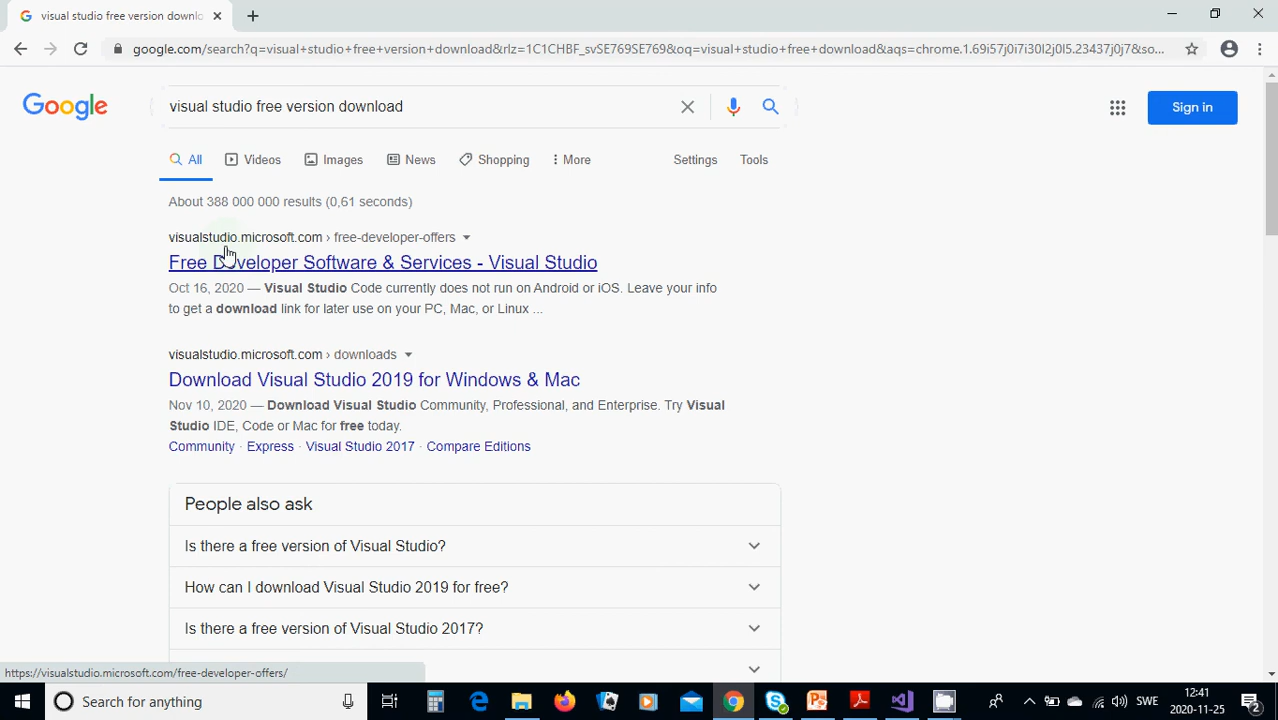 visual studio free version downlo
google.com/search?q=visual+studio+free+version+download&rlz=1C1CHBF_svSE769SE769&oq=visual+studio+free+download&aqs=chrome.1.69i57j0i7i30l2j0l5.23437j0j7&so...
Google
visual studio free version download
Sign in
All
Videos
Images
News
Shopping
More
Settings
Tools
About 388 000 000 results (0,61 seconds)
visualstudio.microsoft.com › free-developer-offers
Free Developer Software & Services - Visual Studio
Oct 16, 2020 — Visual Studio Code currently does not run on Android or iOS. Leave your info
to get a download link for later use on your PC, Mac, or Linux ...
visualstudio.microsoft.com › downloads
Download Visual Studio 2019 for Windows & Mac
Nov 10, 2020 — Download Visual Studio Community, Professional, and Enterprise. Try Visual
Studio IDE, Code or Mac for free today.
Community · Express · Visual Studio 2017 · Compare Editions
People also ask
Is there a free version of Visual Studio?
How can I download Visual Studio 2019 for free?
Is there a free version of Visual Studio 2017?
https://visualstudio.microsoft.com/free-developer-offers/
Search for anything
SWE
12:41
2020-11-25
2